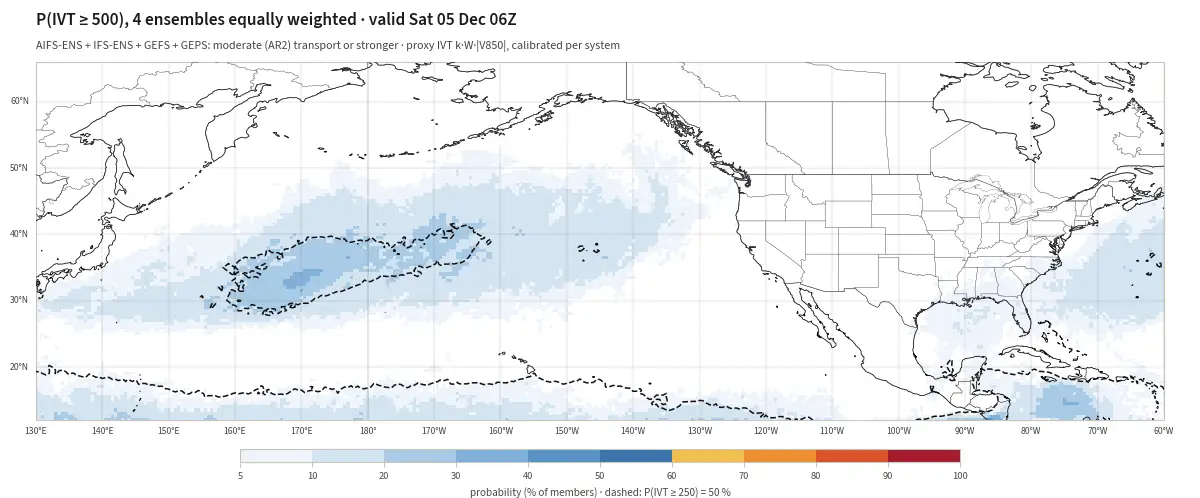 P(IVT ≥ 500), 4 ensembles equally weighted · valid Sat 05 Dec 06Z
AIFS-ENS + IFS-ENS + GEFS + GEPS: moderate (AR2) transport or stronger · proxy IVT k·W·|V850|, calibrated per system
60°N
50°N
40°N
30°N
20°N
130°E 140°E 150°E 160°E 170°E 180° 170°W 160°W 150°W 140°W 130°W 120°W 110°W 100°W 90°W 80°W 70°W 60°W
5 10 20 30 40 50 60 70 80 90 100
probability (% of members) · dashed: P(IVT ≥ 250) = 50 %